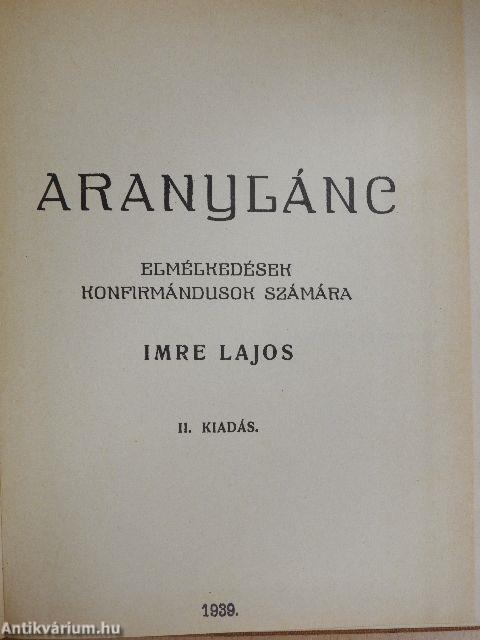 ARANYLÁNC
ELMÉLKEDÉSEK
KONFIRMÁNDUSOK SZÁMÁRA
IMRE LAJOS
II. KIADÁS.
1939.
Antikvárium.hu